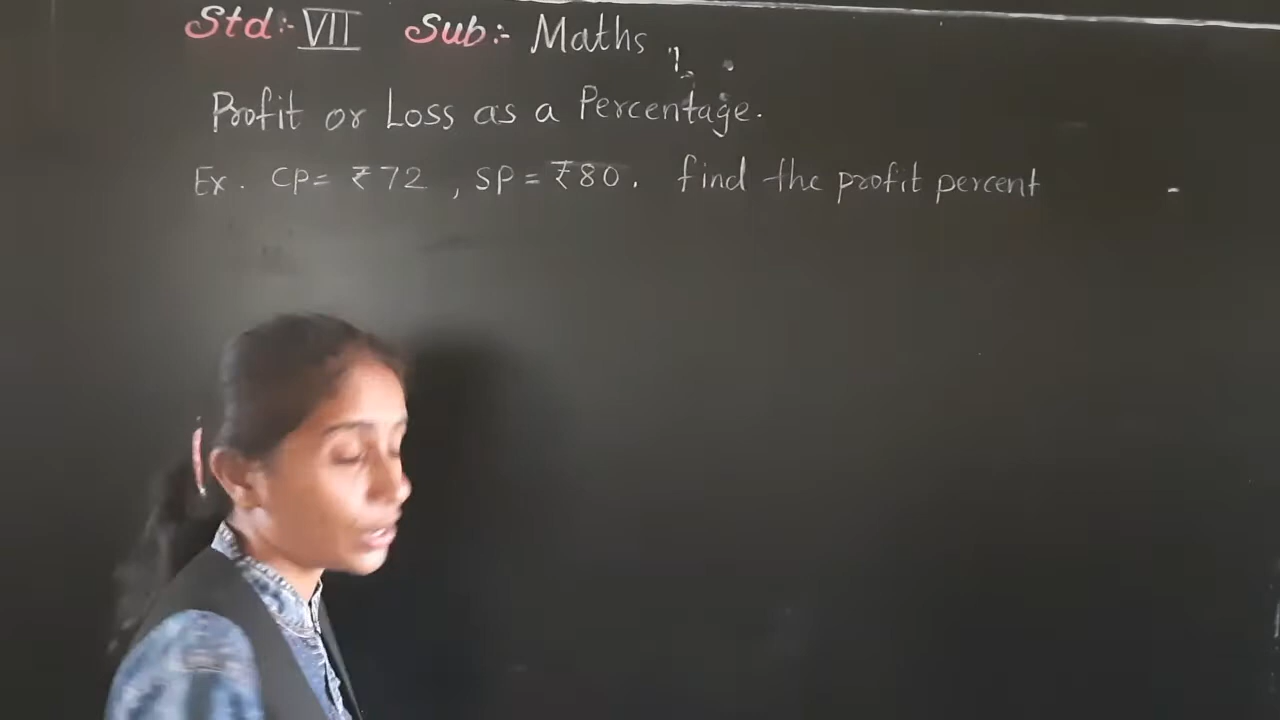 Std:- VII Sub:- Maths
Profit or Loss as a Percentage.
Ex. CP= ₹72 , SP = ₹80. find the profit percent